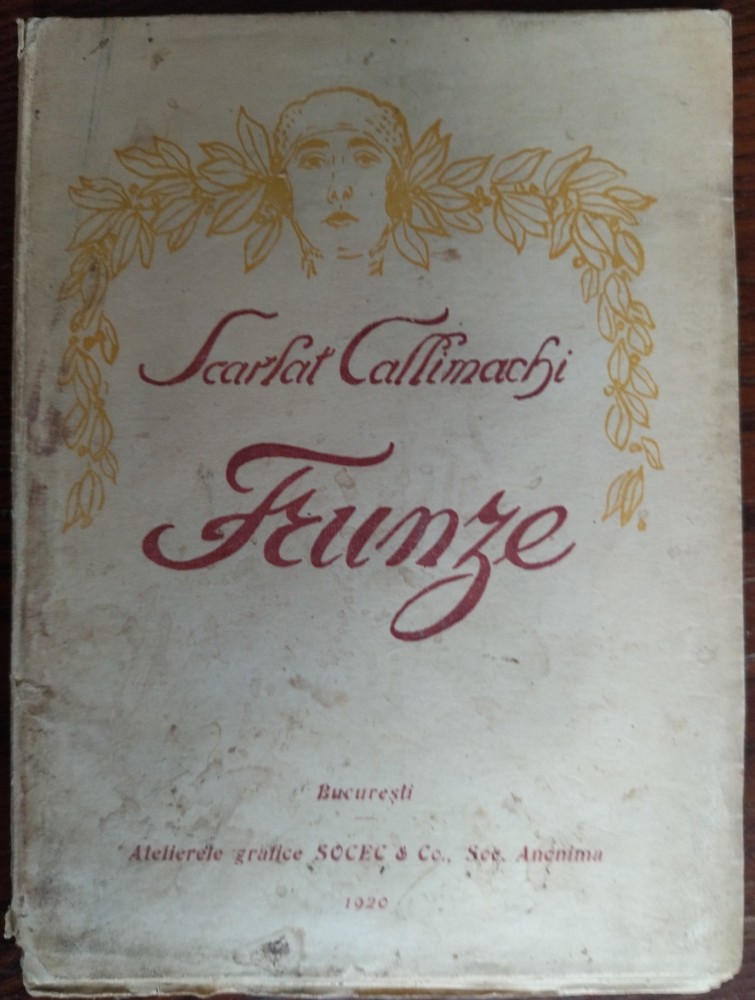 Scarlat Callimachi
Frunze
București
Atelierele grafice SOCEC & Co., Soc. Anonima
1920